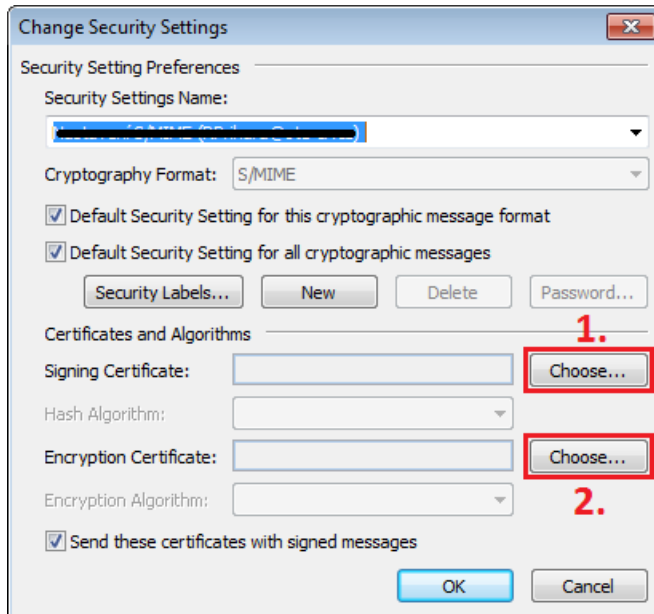 Change Security Settings
Security Setting Preferences
Security Settings Name:
Cryptography Format: S/MIME
Default Security Setting for this cryptographic message format
Default Security Setting for all cryptographic messages
Security Labels... New Delete Password...
Certificates and Algorithms
1.
Signing Certificate: Choose...
Hash Algorithm:
Encryption Certificate: Choose...
Encryption Algorithm:
2.
Send these certificates with signed messages
OK Cancel